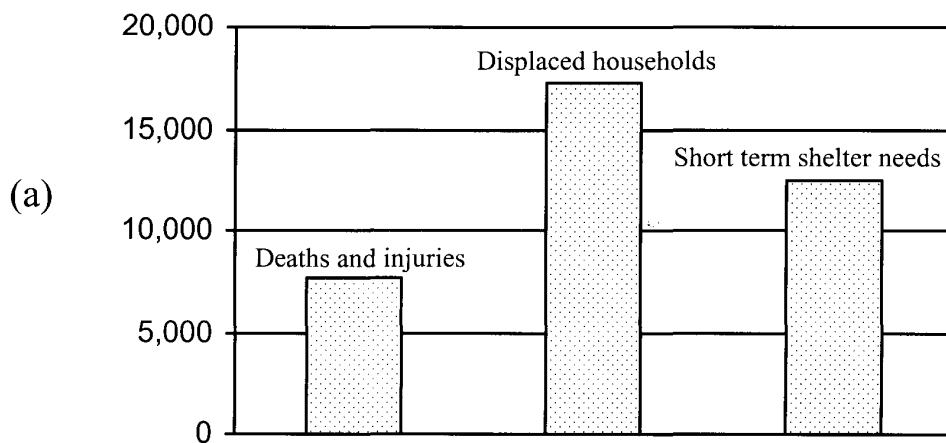 20,000
Displaced households
15,000
Short term shelter needs
(a)
10,000
Deaths and injuries
5,000
0